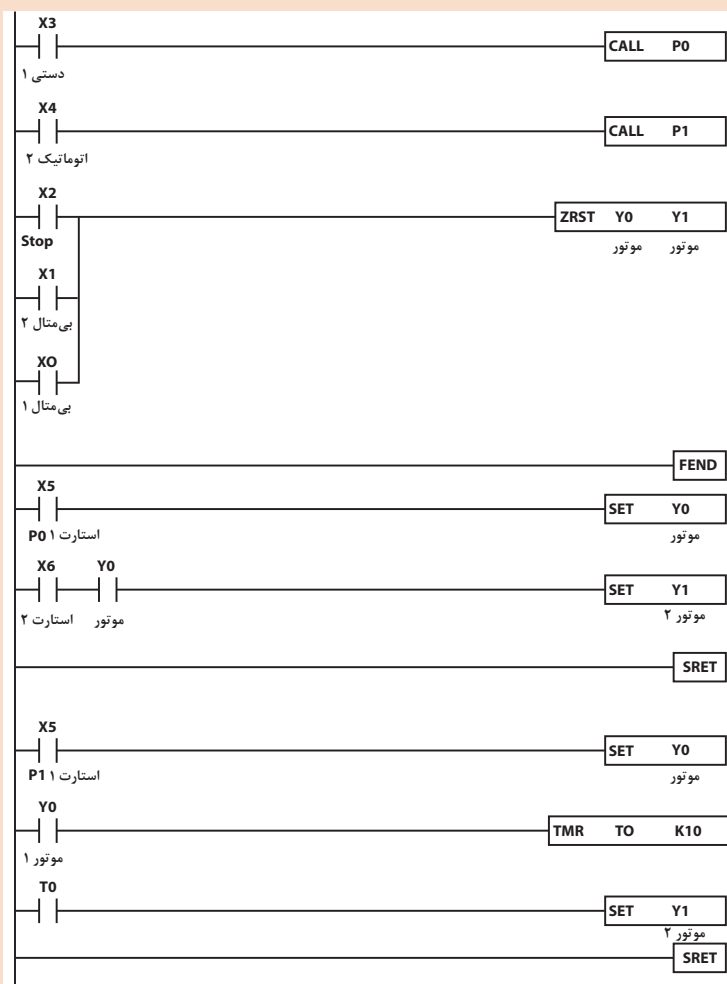 X3
CALL P0
دستی ۱
X4
CALL P1
اتوماتیک ۲
X2
ZRST Y0 Y1
Stop
موتور موتور
X1
بی‌متال ۲
XO
بی‌متال ۱
FEND
X5
SET Y0
P0 استارت ۱
موتور
X6 Y0
SET Y1
استارت ۲ موتور
موتور ۲
SRET
X5
SET Y0
P1 استارت ۱
موتور
Y0
TMR TO K10
موتور ۱
T0
SET Y1
موتور ۲
SRET